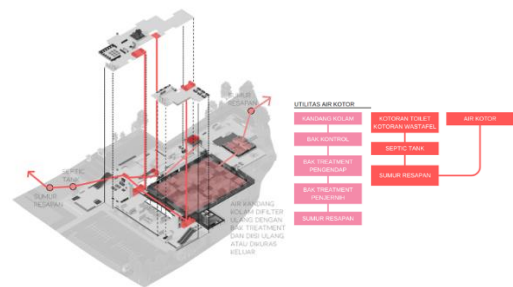 SUMUR
RESAPAN
SEPTIC
TANK
SUMUR
RESAPAN
AIR KANDANG
KOLAM DIFILTER
ULANG DENGAN
BAK TREATMENT
DAN DIISI ULANG
ATAU DIKURAS
KELUAR
UTILITAS AIR KOTOR
KANDANG KOLAM
BAK KONTROL
BAK TREATMENT
PENGENDAP
BAK TREATMENT
PENJERNIH
SUMUR RESAPAN
KOTORAN TOILET
KOTORAN WASTAFEL
SEPTIC TANK
SUMUR RESAPAN
AIR KOTOR